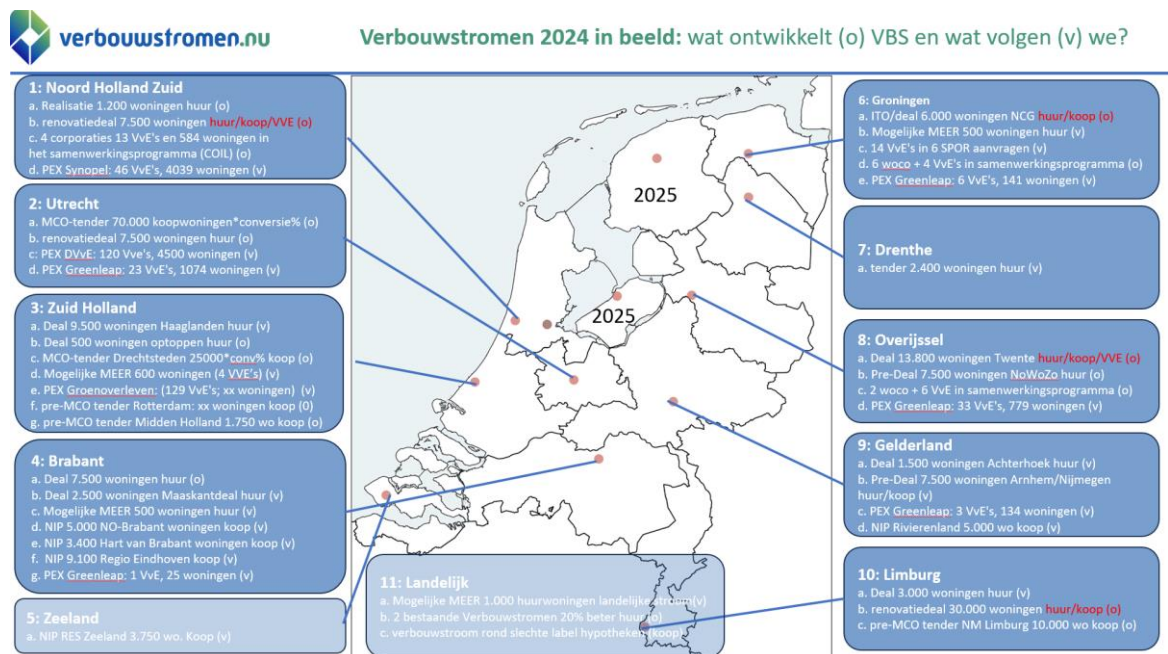 verbouwstromen.nu
Verbouwstromen 2024 in beeld: wat ontwikkelt (o) VBS en wat volgen (v) we?
1: Noord Holland Zuid
a. Realisatie 1.200 woningen huur (o)
b. renovatiedeal 7.500 woningen huur/koop/VVE (o)
c. 4 corporaties 13 VvE's en 584 woningen in
het samenwerkingsprogramma (COIL) (o)
d. PEX Synopel: 46 VvE's, 4039 woningen (v)
2: Utrecht
a. MCO-tender 70.000 koopwoningen*conversie% (o)
b. renovatiedeal 7.500 woningen huur (o)
c: PEX DVvE: 120 Vve's, 4500 woningen (v)
d. PEX Greenleap: 23 VvE's, 1074 woningen (v)
3: Zuid Holland
a. Deal 9.500 woningen Haaglanden huur (v)
b. Deal 500 woningen optoppen huur (o)
c. MCO-tender Drechtsteden 25000*conv% koop (o)
d. Mogelijke MEER 600 woningen (4 VVE's) (v)
e. PEX Groenoverleven: (129 VvE's; xx woningen) (v)
f. pre-MCO tender Rotterdam: xx woningen koop (0)
g. pre-MCO tender Midden Holland 1.750 wo koop (o)
4: Brabant
a. Deal 7.500 woningen huur (o)
b. Deal 2.500 woningen Maaskantdeal huur (v)
c. Mogelijke MEER 500 woningen huur (v)
d. NIP 5.000 NO-Brabant woningen koop (v)
e. NIP 3.400 Hart van Brabant woningen koop (v)
f. NIP 9.100 Regio Eindhoven koop (v)
g. PEX Greenleap: 1 VvE, 25 woningen (v)
5: Zeeland
a. NIP RES Zeeland 3.750 wo. Koop (v)
2025
2025
11: Landelijk
a. Mogelijke MEER 1.000 huurwoningen landelijke stroom(v)
b. 2 bestaande Verbouwstromen 20% beter huur(o)
c. verbouwstroom rond slechte label hypotheken (koop)
6: Groningen
a. ITO/deal 6.000 woningen NCG huur/koop (o)
b. Mogelijke MEER 500 woningen huur (v)
c. 14 VvE's in 6 SPOR aanvragen (v)
d. 6 woco + 4 VvE's in samenwerkingsprogramma (o)
e. PEX Greenleap: 6 VvE's, 141 woningen (v)
7: Drenthe
a. tender 2.400 woningen huur (v)
8: Overijssel
a. Deal 13.800 woningen Twente huur/koop/VVE (o)
b. Pre-Deal 7.500 woningen NoWoZo huur (o)
c. 2 woco + 6 VvE in samenwerkingsprogramma (o)
d. PEX Greenleap: 33 VvE's, 779 woningen (v)
9: Gelderland
a. Deal 1.500 woningen Achterhoek huur (v)
b. Pre-Deal 7.500 woningen Arnhem/Nijmegen
huur/koop (v)
c. PEX Greenleap: 3 VvE's, 134 woningen (v)
d. NIP Rivierenland 5.000 wo koop (v)
10: Limburg
a. Deal 3.000 woningen huur (v)
b. renovatiedeal 30.000 woningen huur/koop (o)
c. pre-MCO tender NM Limburg 10.000 wo koop (o)